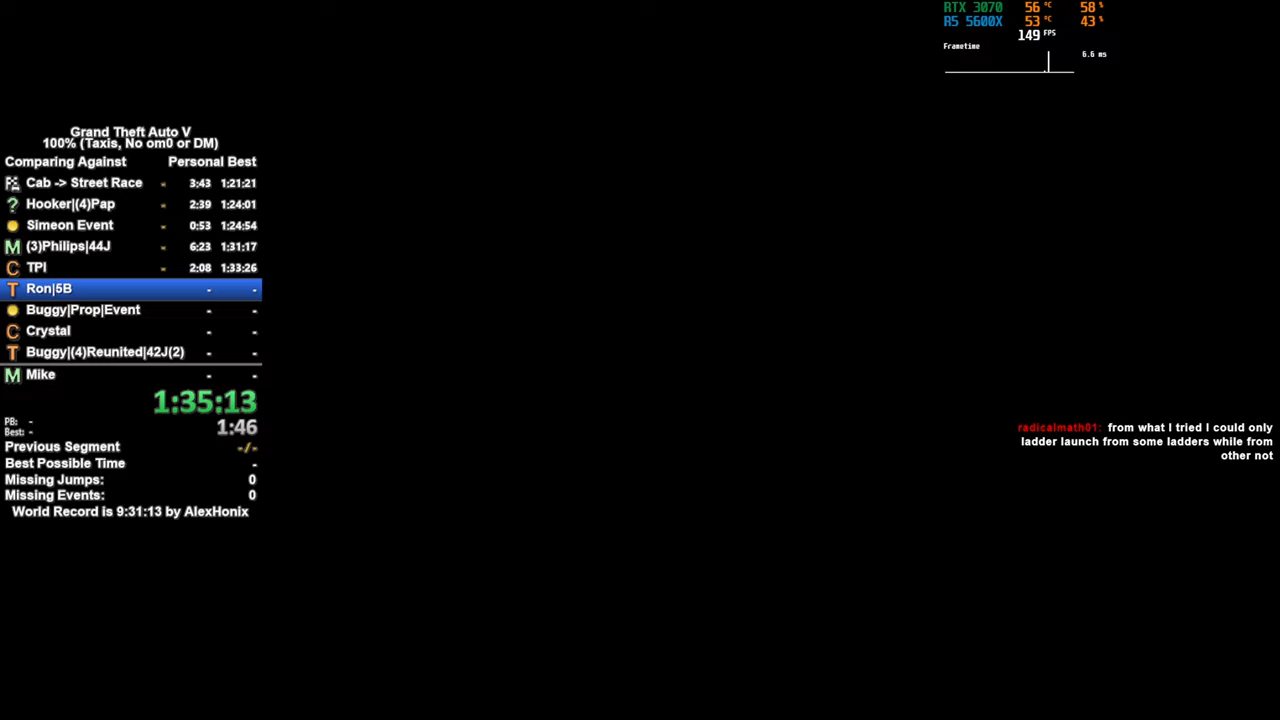 RTX 3070 56 °C 58 %
R5 5600X 53 °C 43 %
149 FPS
Frametime
6.6 ms
Grand Theft Auto V
100% (Taxis, No om0 or DM)
Comparing Against Personal Best
Cab -> Street Race - 3:43 1:21:21
? Hooker|(4)Pap - 2:39 1:24:01
Simeon Event - 0:53 1:24:54
M (3)Philips|44J - 6:23 1:31:17
C TPI - 2:08 1:33:26
T Ron|5B - -
Buggy|Prop|Event - -
C Crystal - -
T Buggy|(4)Reunited|42J(2) - -
M Mike - -
1:35:13
PB: -
Best: -
1:46
Previous Segment -/-
Best Possible Time -
Missing Jumps: 0
Missing Events: 0
World Record is 9:31:13 by AlexHonix
radicalmath01: from what I tried I could only
ladder launch from some ladders while from
other not